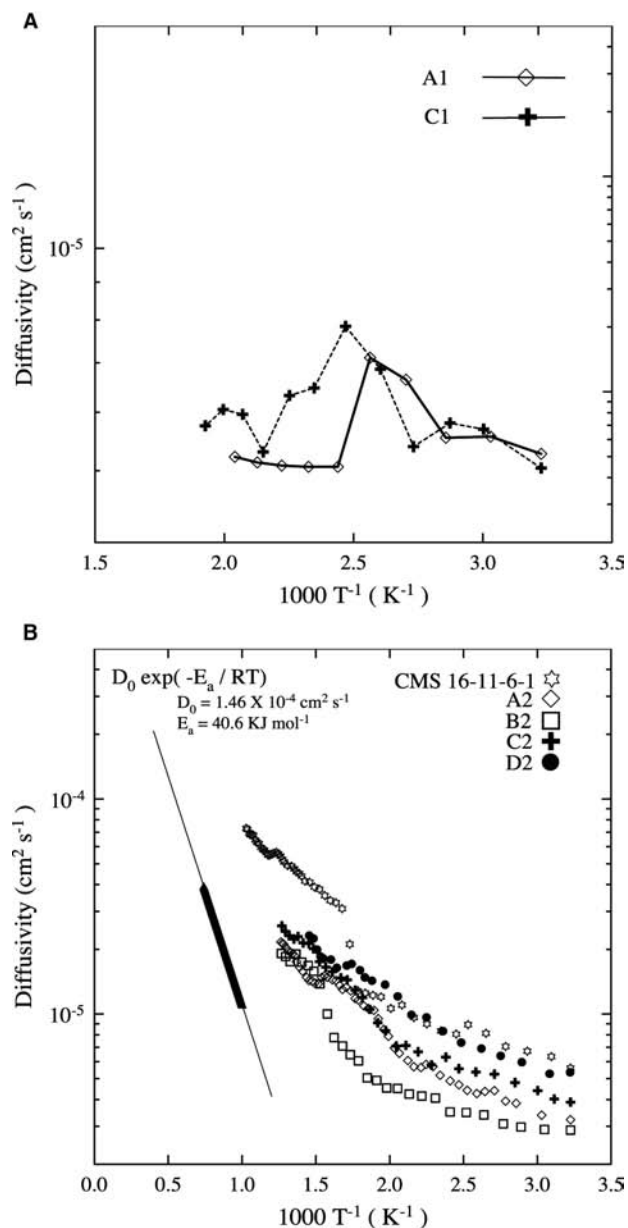 A
A1
C1
10⁻⁵
Diffusivity (cm² s⁻¹)
1.5 2.0 2.5 3.0 3.5
1000 T⁻¹ ( K⁻¹)
B
D₀ exp( -Eₐ / RT)
D₀ = 1.46 X 10⁻⁴ cm² s⁻¹
Eₐ = 40.6 KJ mol⁻¹
CMS 16-11-6-1
A2
B2
C2
D2
10⁻⁴
Diffusivity (cm² s⁻¹)
10⁻⁵
0.0 0.5 1.0 1.5 2.0 2.5 3.0 3.5
1000 T⁻¹ ( K⁻¹)